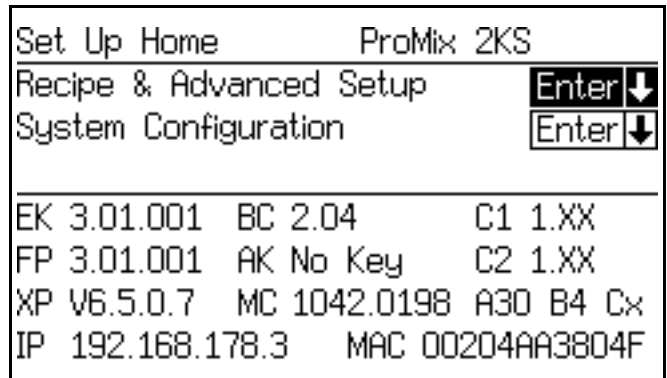 Set Up Home ProMix 2KS
Recipe & Advanced Setup Enter
System Configuration Enter
EK 3.01.001 BC 2.04 C1 1.XX
FP 3.01.001 AK No Key C2 1.XX
XP V6.5.0.7 MC 1042.0198 A30 B4 Cx
IP 192.168.178.3 MAC 00204AA3804F